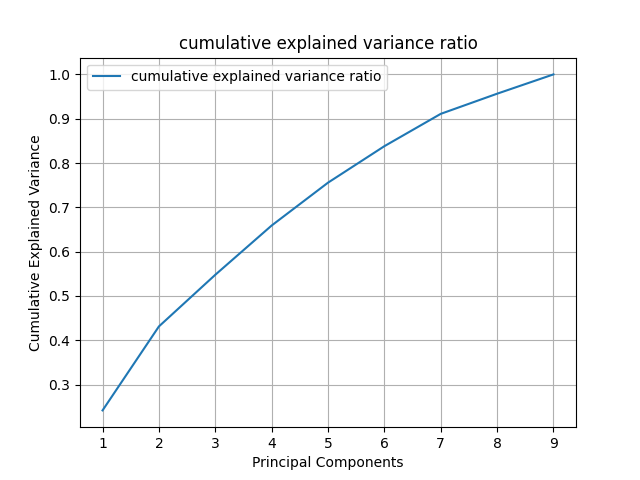 cumulative explained variance ratio
cumulative explained variance ratio
Cumulative Explained Variance
1.0
0.9
0.8
0.7
0.6
0.5
0.4
0.3
1 2 3 4 5 6 7 8 9
Principal Components